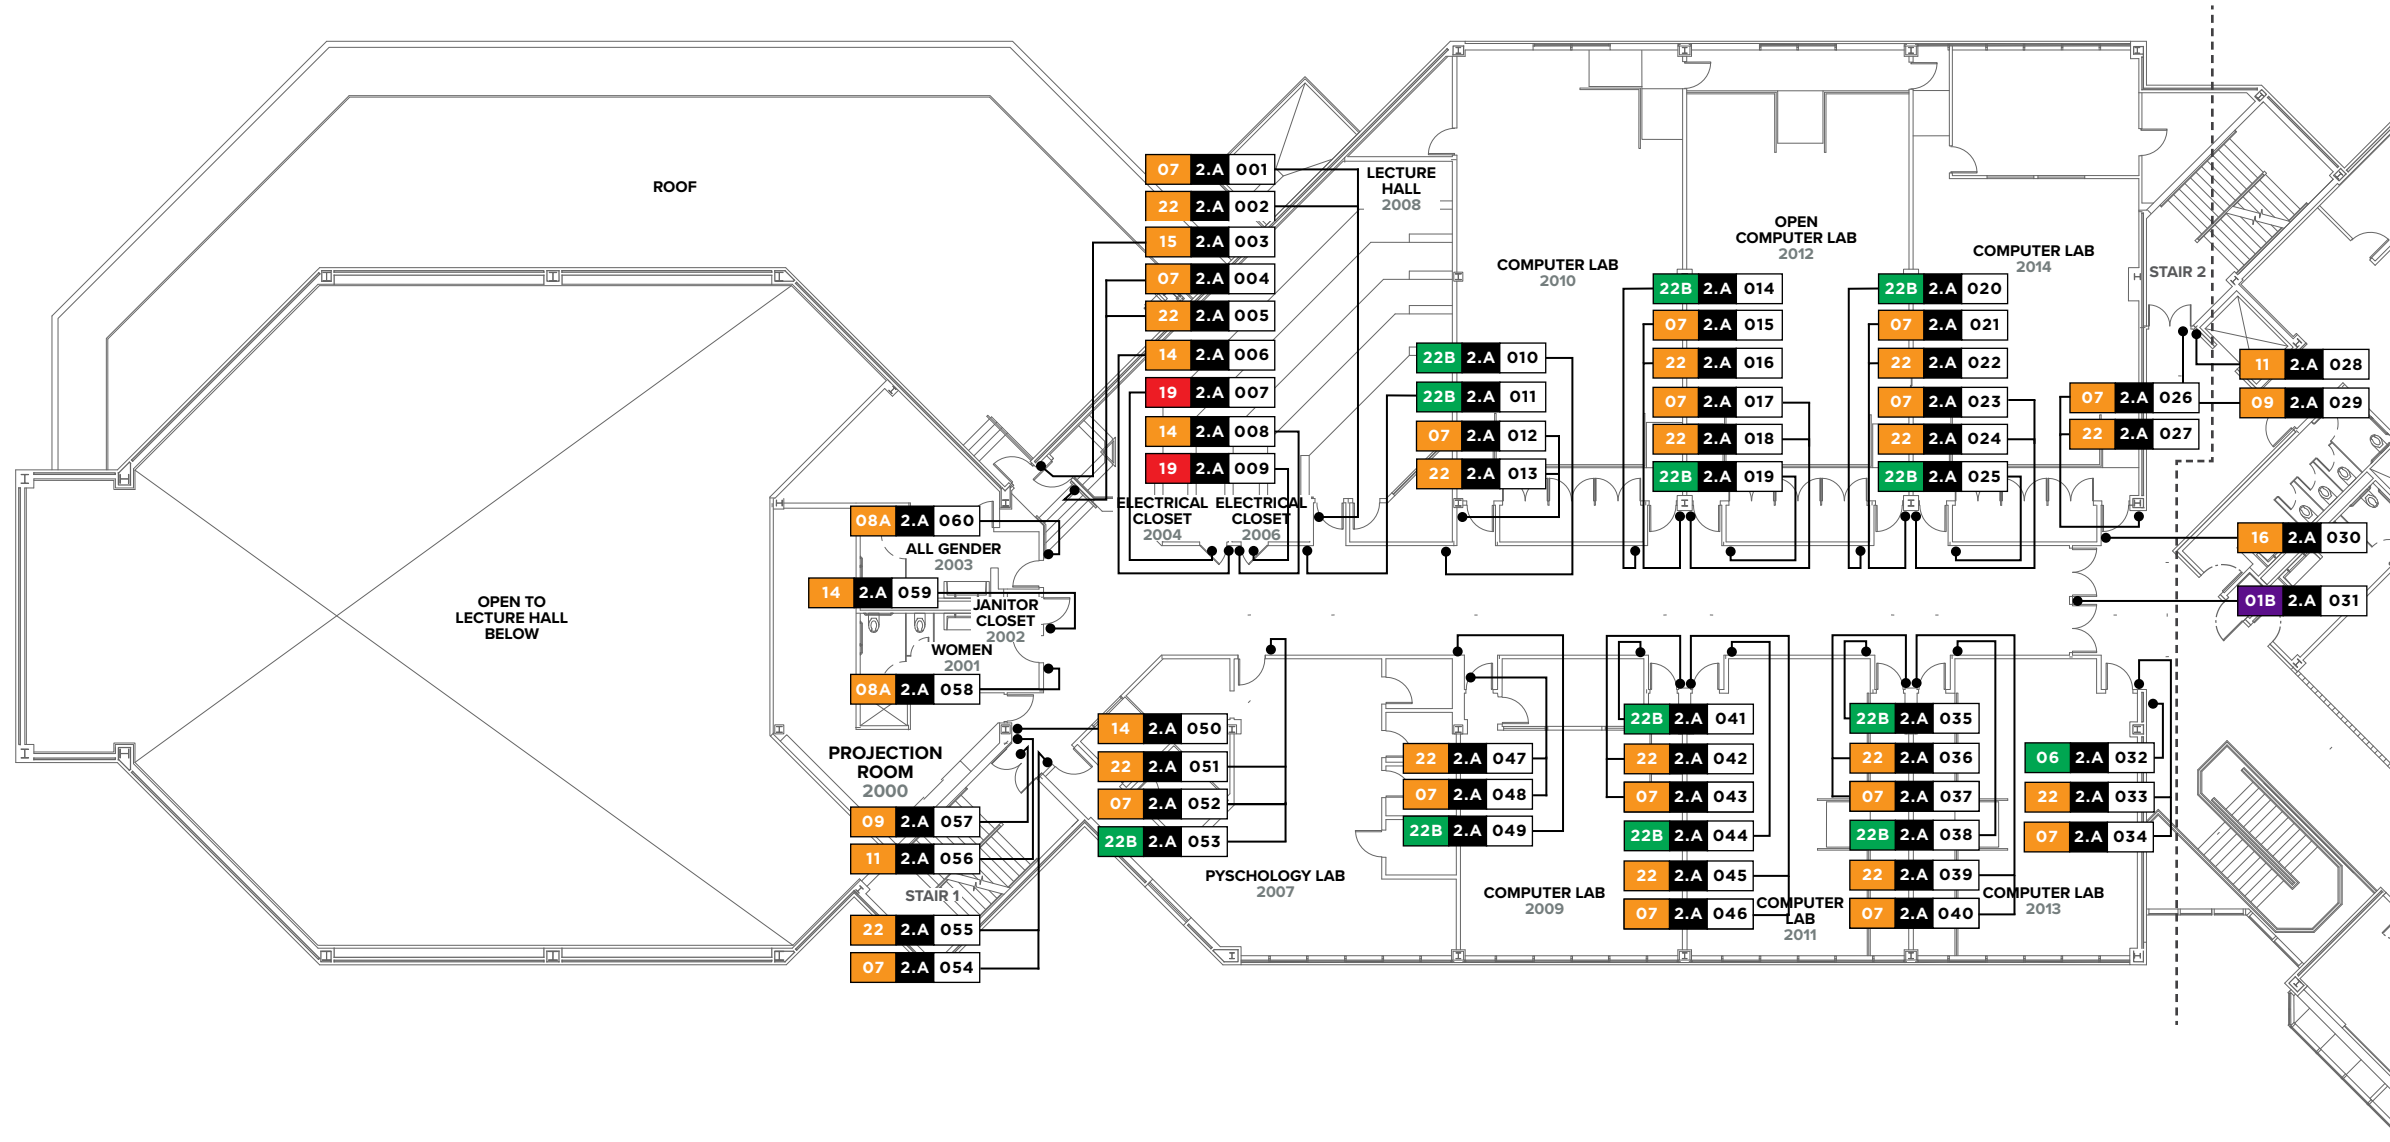 ROOF
07 2.A 001
22 2.A 002
15 2.A 003
07 2.A 004
22 2.A 005
14 2.A 006
19 2.A 007
14 2.A 008
19 2.A 009
ELECTRICAL
CLOSET
2004
ELECTRICAL
CLOSET
2006
LECTURE
HALL
2008
22B 2.A 010
22B 2.A 011
07 2.A 012
22 2.A 013
COMPUTER LAB
2010
OPEN
COMPUTER LAB
2012
22B 2.A 014
07 2.A 015
22 2.A 016
07 2.A 017
22 2.A 018
22B 2.A 019
COMPUTER LAB
2014
22B 2.A 020
07 2.A 021
22 2.A 022
07 2.A 023
22 2.A 024
22B 2.A 025
STAIR 2
07 2.A 026
22 2.A 027
11 2.A 028
09 2.A 029
16 2.A 030
01B 2.A 031
OPEN TO
LECTURE HALL
BELOW
08A 2.A 060
ALL GENDER
2003
14 2.A 059
JANITOR
CLOSET
2002
WOMEN
2001
08A 2.A 058
PROJECTION
ROOM
2000
09 2.A 057
11 2.A 056
STAIR 1
22 2.A 055
07 2.A 054
14 2.A 050
22 2.A 051
07 2.A 052
22B 2.A 053
PYSCHOLOGY LAB
2007
22 2.A 047
07 2.A 048
22B 2.A 049
COMPUTER LAB
2009
22B 2.A 041
22 2.A 042
07 2.A 043
22B 2.A 044
22 2.A 045
07 2.A 046
COMPUTER
LAB
2011
22B 2.A 035
22 2.A 036
07 2.A 037
22B 2.A 038
22 2.A 039
07 2.A 040
COMPUTER LAB
2013
06 2.A 032
22 2.A 033
07 2.A 034